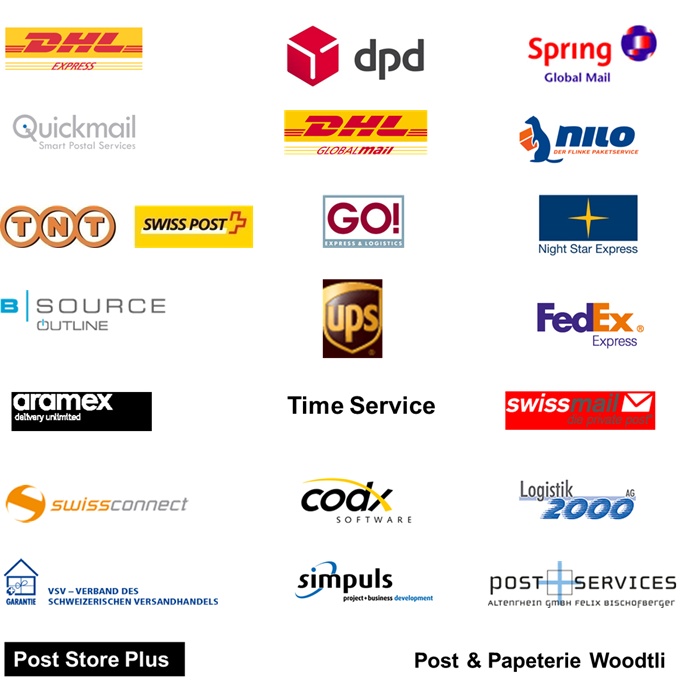 DHL
EXPRESS
dpd
Spring
Global Mail
Quickmail
Smart Postal Services
DHL
GLOBALmail
NILO
DER FLINKE PAKETSERVICE
TNT
SWISS POST
GO!
EXPRESS & LOGISTICS
Night Star Express
B SOURCE
OUTLINE
ups
FedEx
Express
aramex
delivery unlimited
Time Service
swissmail
die private post
swissconnect
codx
SOFTWARE
Logistik
2000 AG
GARANTIE
VSV – VERBAND DES
SCHWEIZERISCHEN VERSANDHANDELS
simpuls
project+business development
POST+SERVICES
ALTENRHEIN GMBH FELIX BISCHOFBERGER
Post Store Plus
Post & Papeterie Woodtli